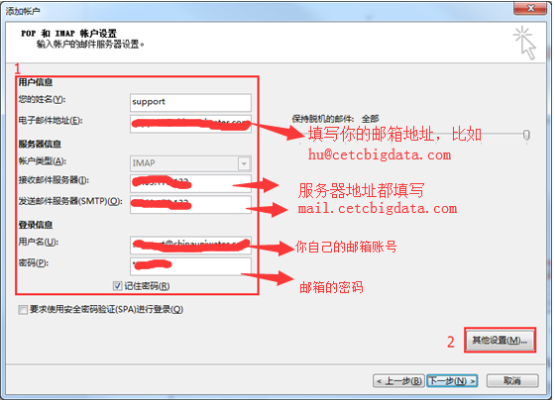 添加帐户
POP 和 IMAP 帐户设置
输入帐户的邮件服务器设置。
1
用户信息
您的姓名(Y): support
电子邮件地址(E):
保持脱机的邮件: 全部
填写你的邮箱地址，比如
hu@cetcbigdata.com
服务器信息
帐户类型(A): IMAP
接收邮件服务器(I):
服务器地址都填写
发送邮件服务器(SMTP)(O):
mail.cetcbigdata.com
登录信息
用户名(U):
你自己的邮箱账号
密码(P):
邮箱的密码
记住密码(R)
要求使用安全密码验证(SPA)进行登录(Q)
2
其他设置(M)...
< 上一步(B)
下一步(N) >
取消